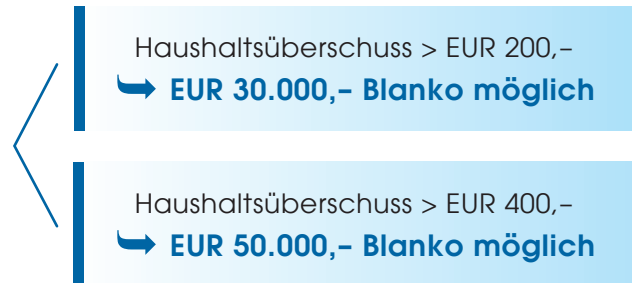 Haushaltsüberschuss > EUR 200,–
➥ EUR 30.000,– Blanko möglich
Haushaltsüberschuss > EUR 400,–
➥ EUR 50.000,– Blanko möglich